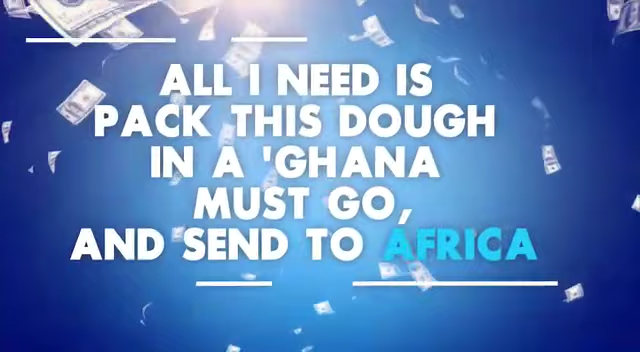 ALL I NEED IS
PACK THIS DOUGH
IN A 'GHANA
MUST GO,
AND SEND TO AFRICA